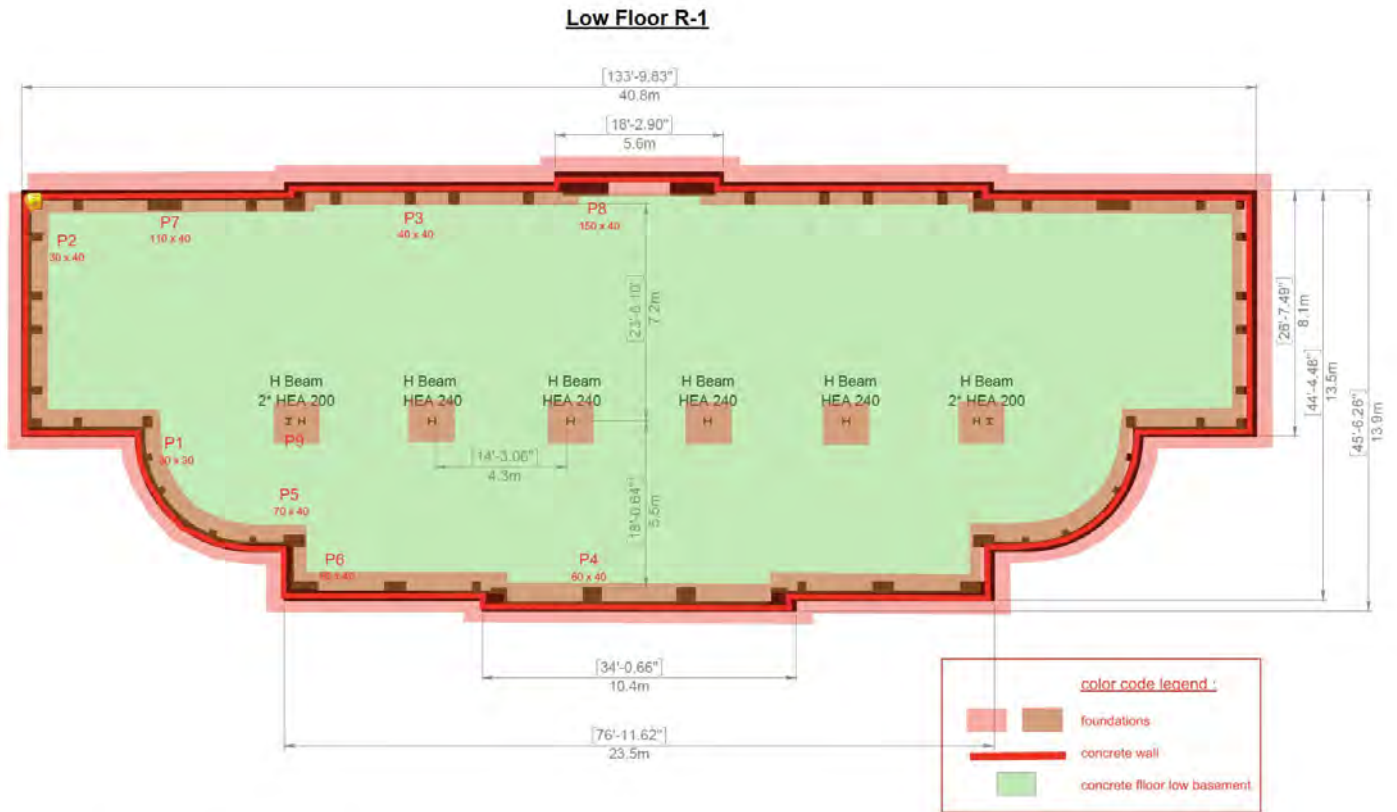 Low Floor R-1
[133'-9.83"]
40.8m
[18'-2.90"]
5.6m
P7
110 x 40
P3
40 x 40
P8
150 x 40
P2
30 x 40
7.2m
[26'-7.49"]
8.1m
[44'-4.48"]
13.5m
[45'-6.26"]
13.9m
H Beam
2* HEA 200
H Beam
HEA 240
H Beam
HEA 240
H Beam
HEA 240
H Beam
HEA 240
H Beam
2* HEA 200
P1
30 x 30
P9
[14'-3.06"]
4.3m
[18'-0.64"]
5.5m
P5
70 x 40
P6
P4
60 x 40
[34'-0.66"]
10.4m
[76'-11.62"]
23.5m
color code legend :
foundations
concrete wall
concrete flloor low basement